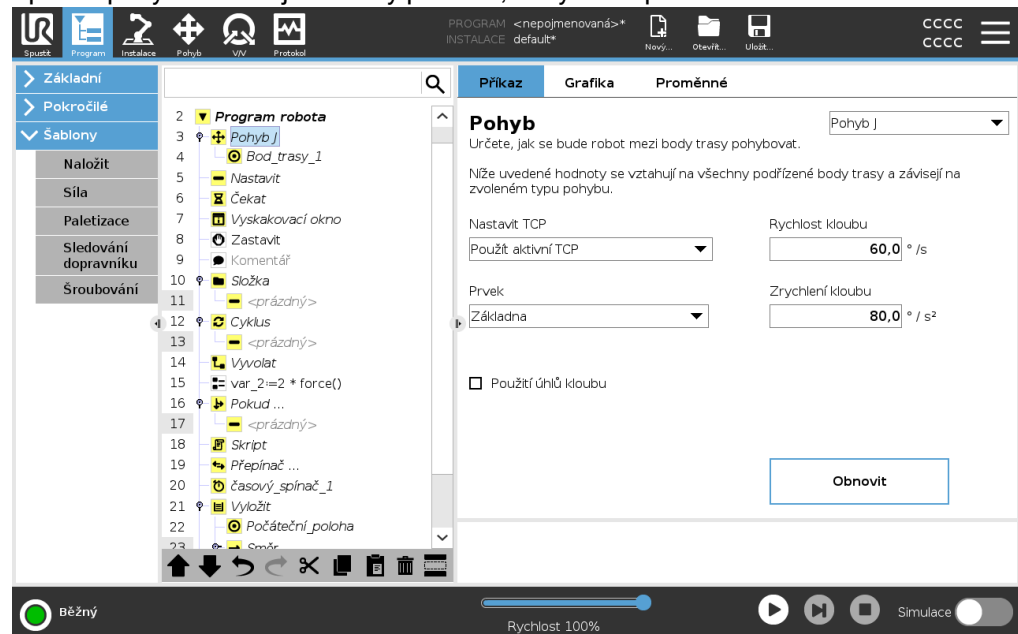 UR
PROGRAM <nepojmenovaná>*
INSTALACE default*
Spustit
Program
Instalace
Pohyb
V/V
Protokol
Nový...
Otevřít...
Uložit...
CCCC
CCCC
Základní
Pokročilé
Šablony
Naložit
Síla
Paletizace
Sledování
dopravníku
Šroubování
2 Program robota
3 Pohyb J
4 Bod_trasy_1
5 Nastavit
6 Čekat
7 Vyskakovací okno
8 Zastavit
9 Komentář
10 Složka
11 <prázdný>
12 Cyklus
13 <prázdný>
14 Vyvolat
15 var_2:=2 * force()
16 Pokud ...
17 <prázdný>
18 Skript
19 Přepínač ...
20 časový_spínač_1
21 Vyložit
22 Počáteční_poloha
23 Směr
Příkaz
Grafika
Proměnné
Pohyb
Pohyb J
Určete, jak se bude robot mezi body trasy pohybovat.
Níže uvedené hodnoty se vztahují na všechny podřízené body trasy a závisejí na
zvoleném typu pohybu.
Nastavit TCP
Rychlost kloubu
Použít aktivní TCP
60,0 ° /s
Prvek
Zrychlení kloubu
Základna
80,0 ° / s²
Použití úhlů kloubu
Obnovit
Běžný
Rychlost 100%
Simulace